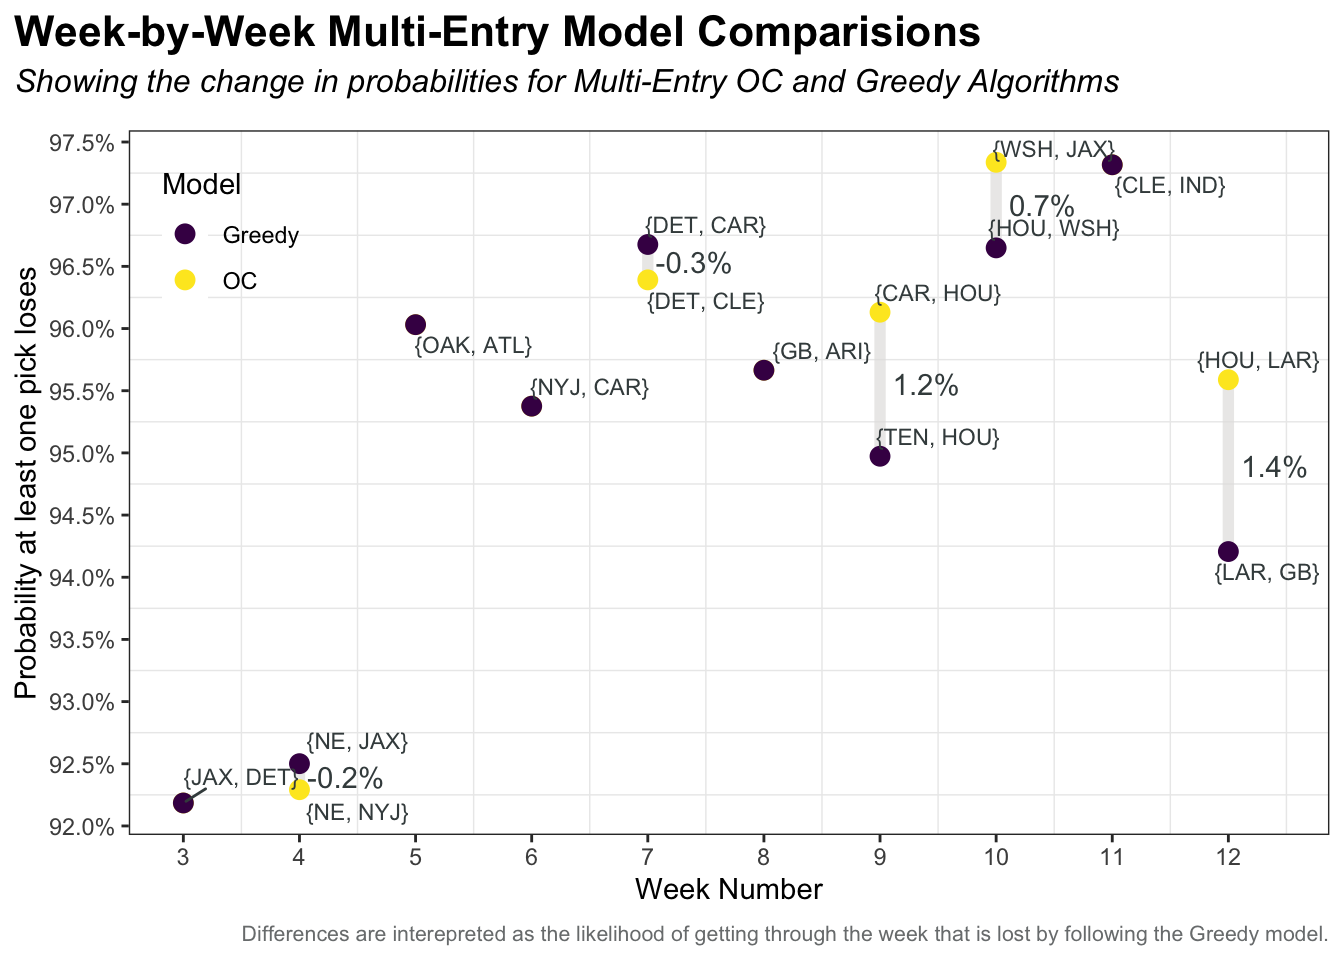 Week-by-Week Multi-Entry Model Comparisions
Showing the change in probabilities for Multi-Entry OC and Greedy Algorithms
Probability at least one pick loses
97.5%
97.0%
96.5%
96.0%
95.5%
95.0%
94.5%
94.0%
93.5%
93.0%
92.5%
92.0%
Model
Greedy
OC
{JAX, DET}
{NE, JAX}
-0.2%
{NE, NYJ}
{OAK, ATL}
{NYJ, CAR}
{DET, CAR}
-0.3%
{DET, CLE}
{GB, ARI}
{CAR, HOU}
1.2%
{TEN, HOU}
{WSH, JAX}
0.7%
{HOU, WSH}
{CLE, IND}
{HOU, LAR}
1.4%
{LAR, GB}
3 4 5 6 7 8 9 10 11 12
Week Number
Differences are interepreted as the likelihood of getting through the week that is lost by following the Greedy model.